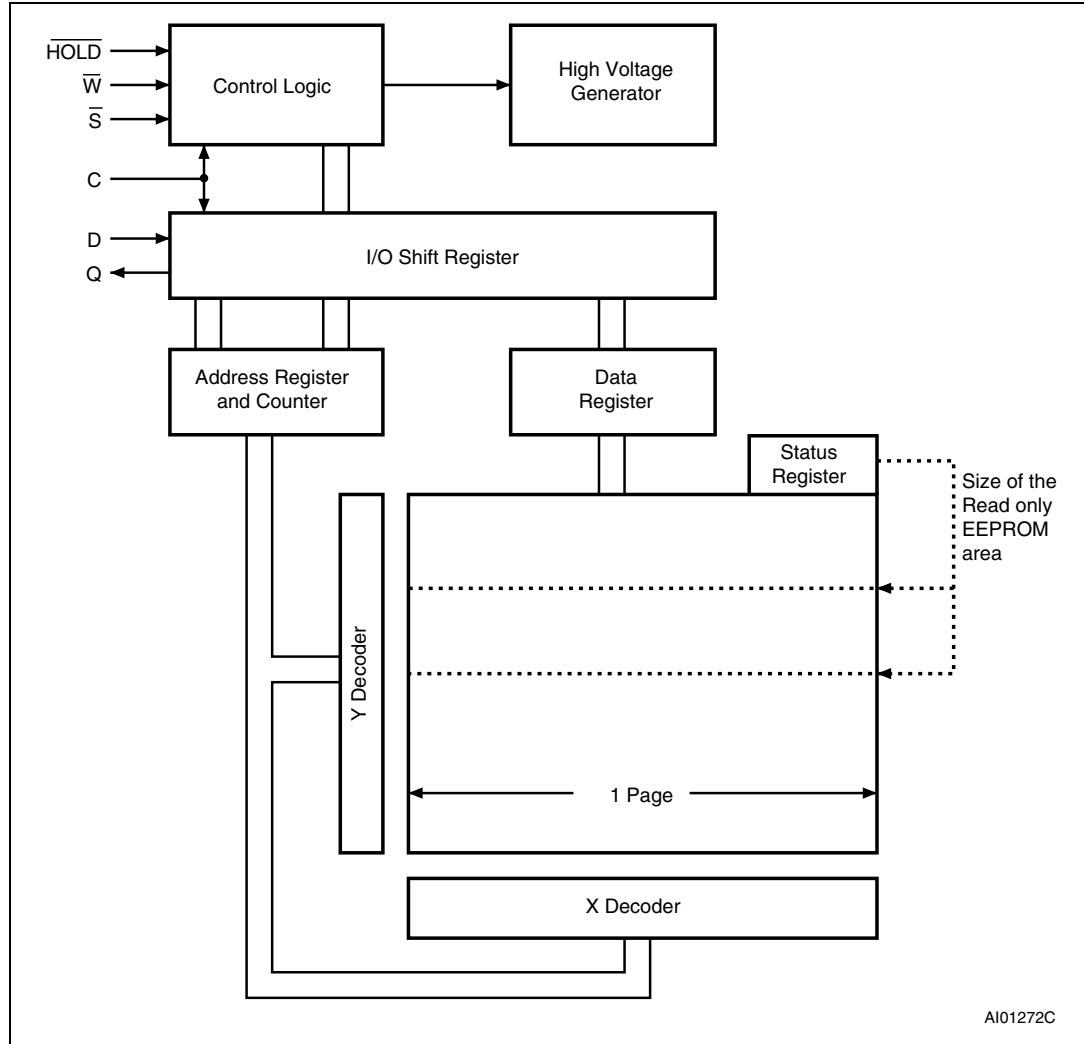 H̅O̅L̅D̅
W̅
S̅
C
D
Q
Control Logic
High Voltage
Generator
I/O Shift Register
Address Register
and Counter
Data
Register
Status
Register
Size of the
Read only
EEPROM
area
Y Decoder
1 Page
X Decoder
AI01272C